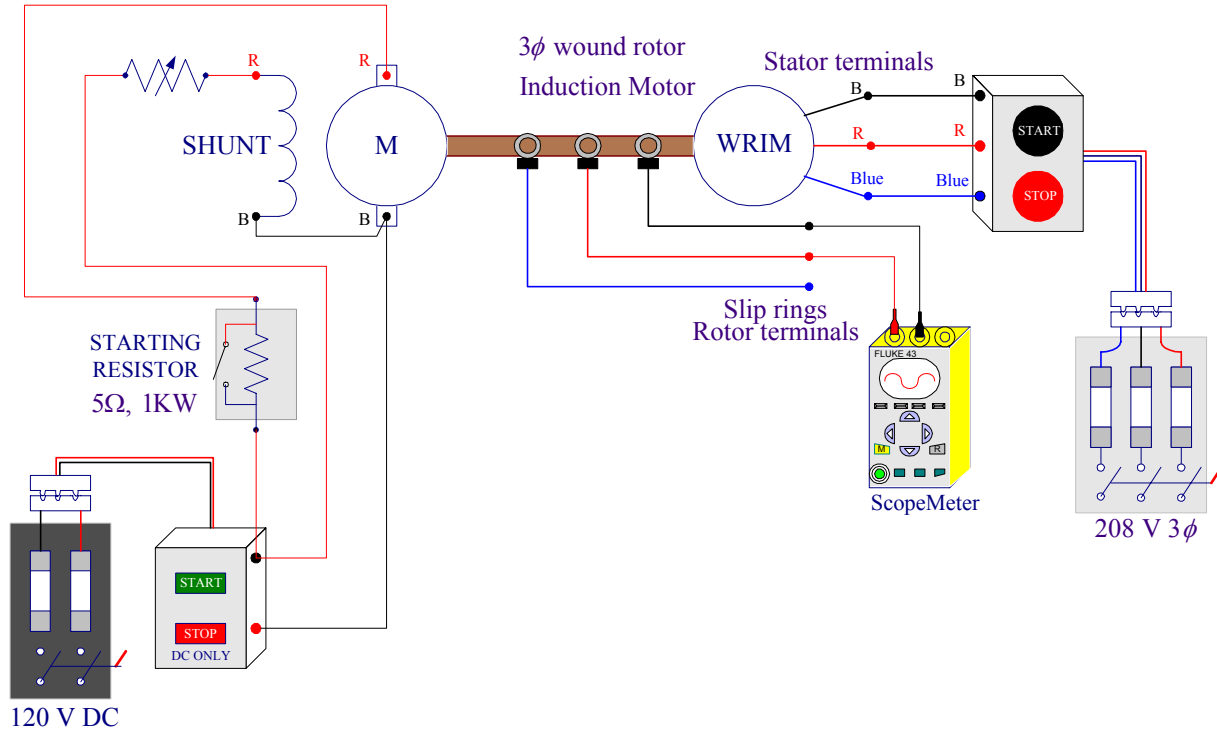 3ϕ wound rotor
Induction Motor
Stator terminals
R
R
B
B
R
R
Blue
Blue
SHUNT
M
WRIM
START
STOP
B
B
Slip rings
Rotor terminals
STARTING
RESISTOR
5Ω, 1KW
FLUKE 43
M
R
ScopeMeter
208 V 3ϕ
START
STOP
DC ONLY
120 V DC